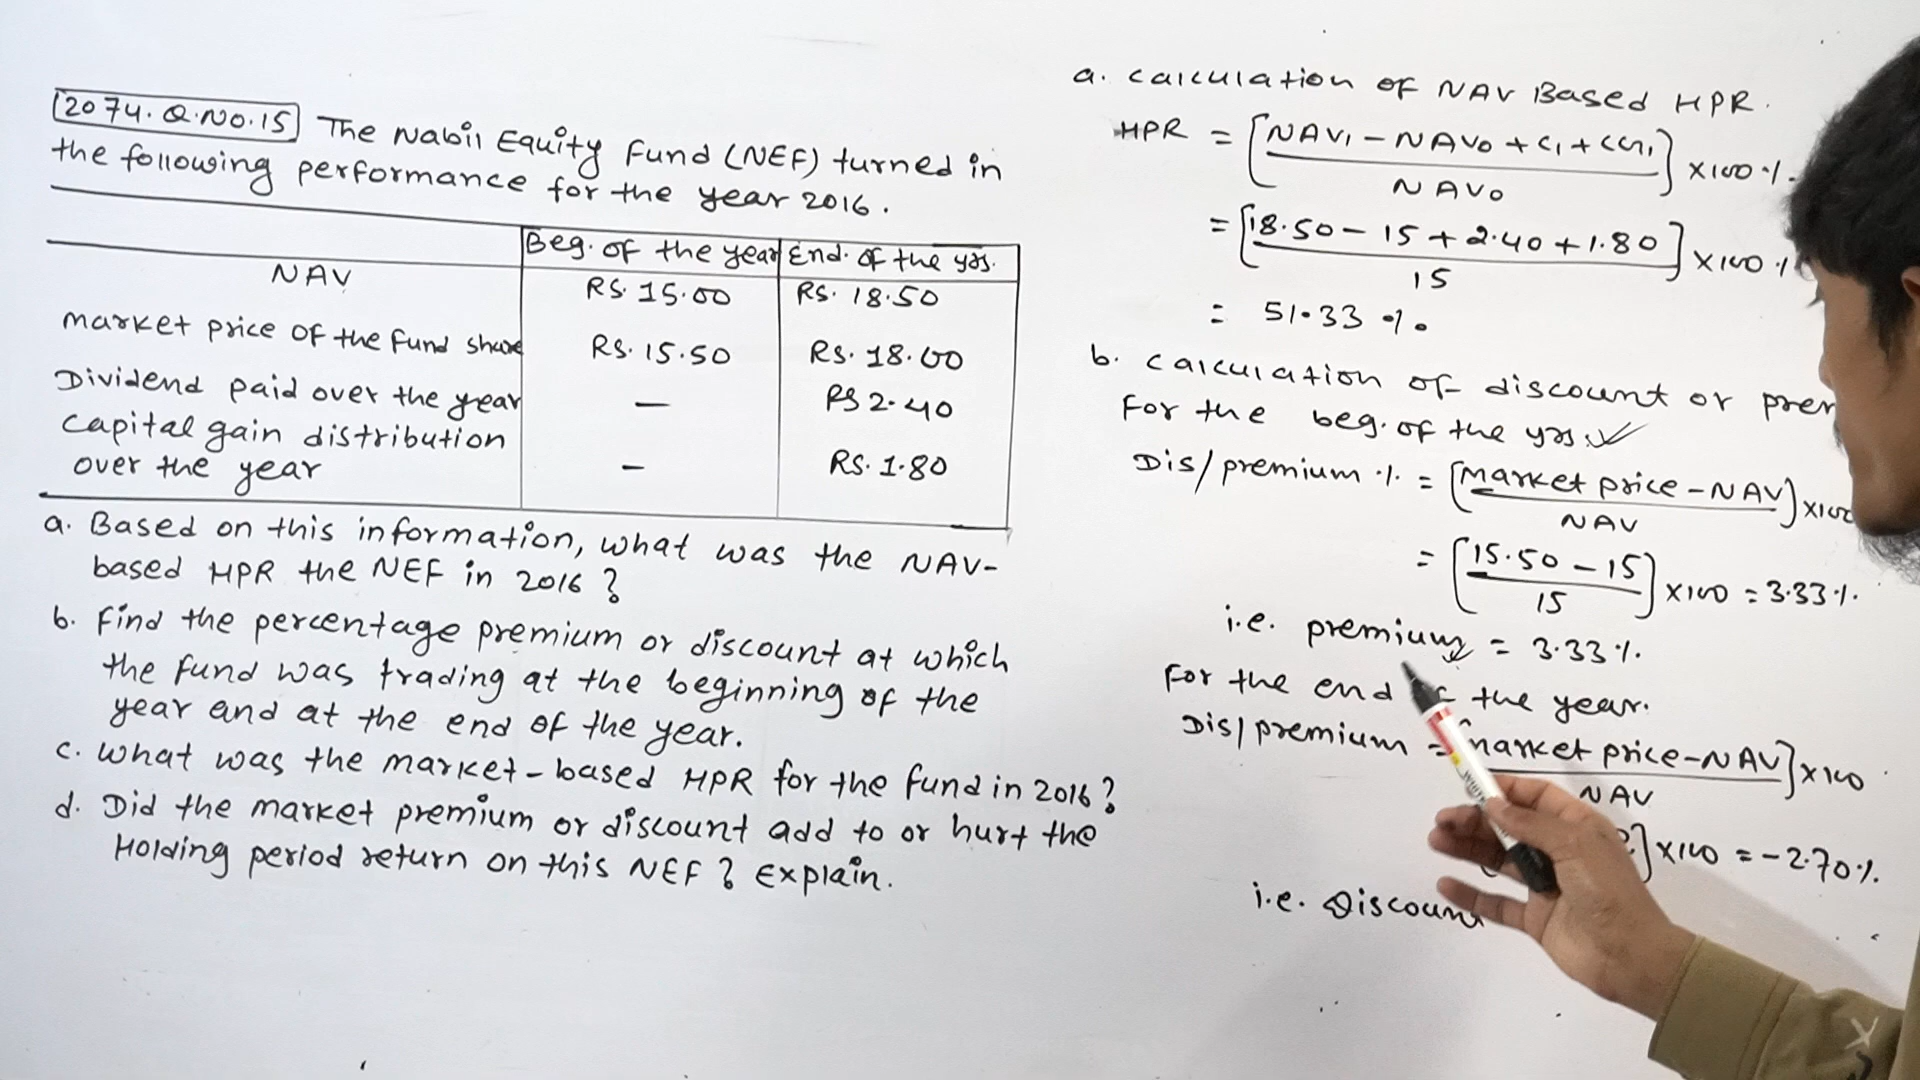 2074. Q.No.15 The Nabil Equity Fund (NEF) turned in
the following performance for the year 2016.
Beg. of the year End. of the yrs.
NAV Rs. 15.00 Rs. 18.50
market price of the fund share Rs. 15.50 Rs. 18.00
Dividend paid over the year — Rs 2.40
capital gain distribution
over the year — Rs. 1.80
a. Based on this information, what was the NAV-
based HPR the NEF in 2016?
b. Find the percentage premium or discount at which
the fund was trading at the beginning of the
year and at the end of the year.
c. What was the market-based HPR for the fund in 2016?
d. Did the market premium or discount add to or hurt the
Holding period return on this NEF? Explain.
a. calculation of NAV Based HPR.
HPR = [NAV₁ - NAV₀ + C₁ + CG₁] ×100%.
NAV₀
= [18.50 - 15 + 2.40 + 1.80] ×100%
15
= 51.33%.
b. calculation of discount or
For the beg. of the yrs.
Dis/premium % = [Market price - NAV] ×100
NAV
= [15.50 - 15] ×100 = 3.33%.
15
i.e. premium = 3.33%.
For the end the year.
Dis/premium = [market price - NAV] ×100
NAV
] ×100 = -2.70%.
i.e. Discount